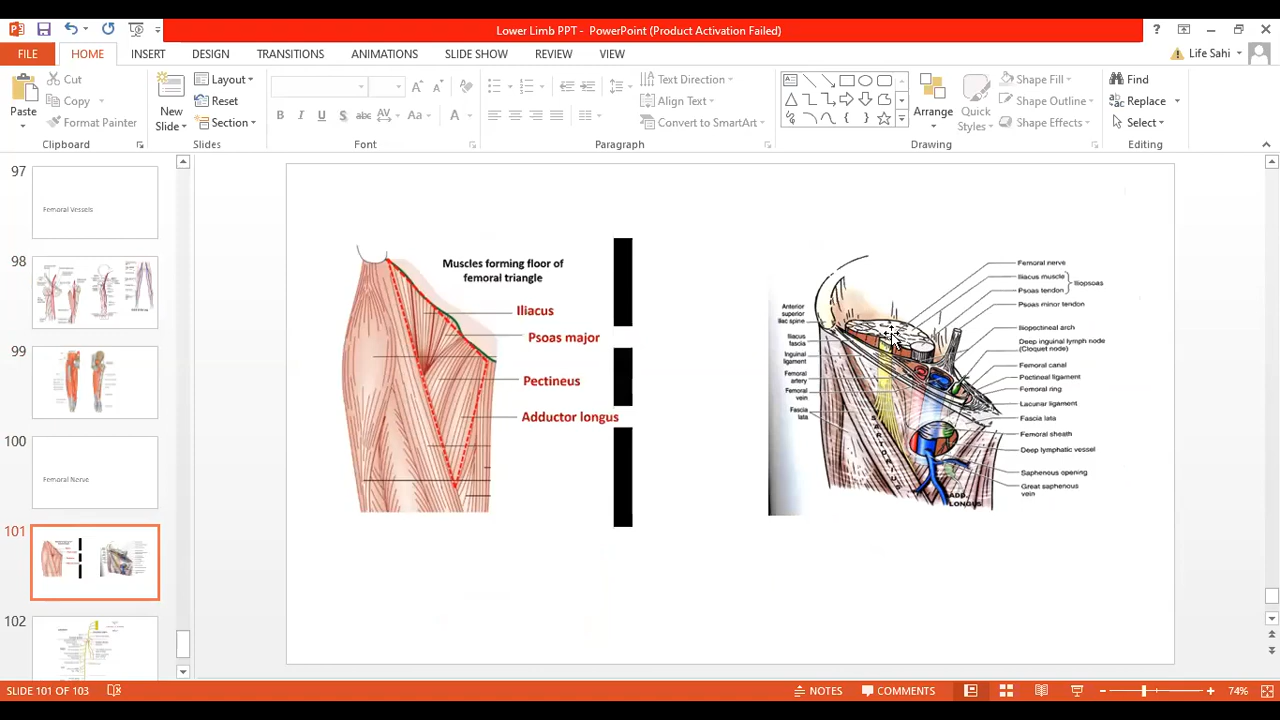 Lower Limb PPT - PowerPoint (Product Activation Failed)
FILE
HOME
INSERT
DESIGN
TRANSITIONS
ANIMATIONS
SLIDE SHOW
REVIEW
VIEW
Life Sahi
Paste
Cut
Copy
Format Painter
Clipboard
New
Slide
Layout
Reset
Section
Slides
B I U S abc AV Aa A
Font
Text Direction
Align Text
Convert to SmartArt
Paragraph
Arrange
Quick
Styles
Shape Fill
Shape Outline
Shape Effects
Drawing
Find
Replace
Select
Editing
97
Femoral Vessels
98
99
100
Femoral Nerve
101
102
Muscles forming floor of
femoral triangle
Iliacus
Psoas major
Pectineus
Adductor longus
Anterior
superior
iliac spine
Iliacus
fascia
Inguinal
ligament
Femoral
artery
Femoral
vein
Fascia
lata
SARTORIUS
ADD.
LONGUS
Femoral nerve
Iliacus muscle
Iliopsoas
Psoas tendon
Psoas minor tendon
Iliopectineal arch
Deep inguinal lymph node
(Cloquet node)
Femoral canal
Pectineal ligament
Femoral ring
Lacunar ligament
Fascia lata
Femoral sheath
Deep lymphatic vessel
Saphenous opening
Great saphenous
vein
SLIDE 101 OF 103
NOTES
COMMENTS
74%